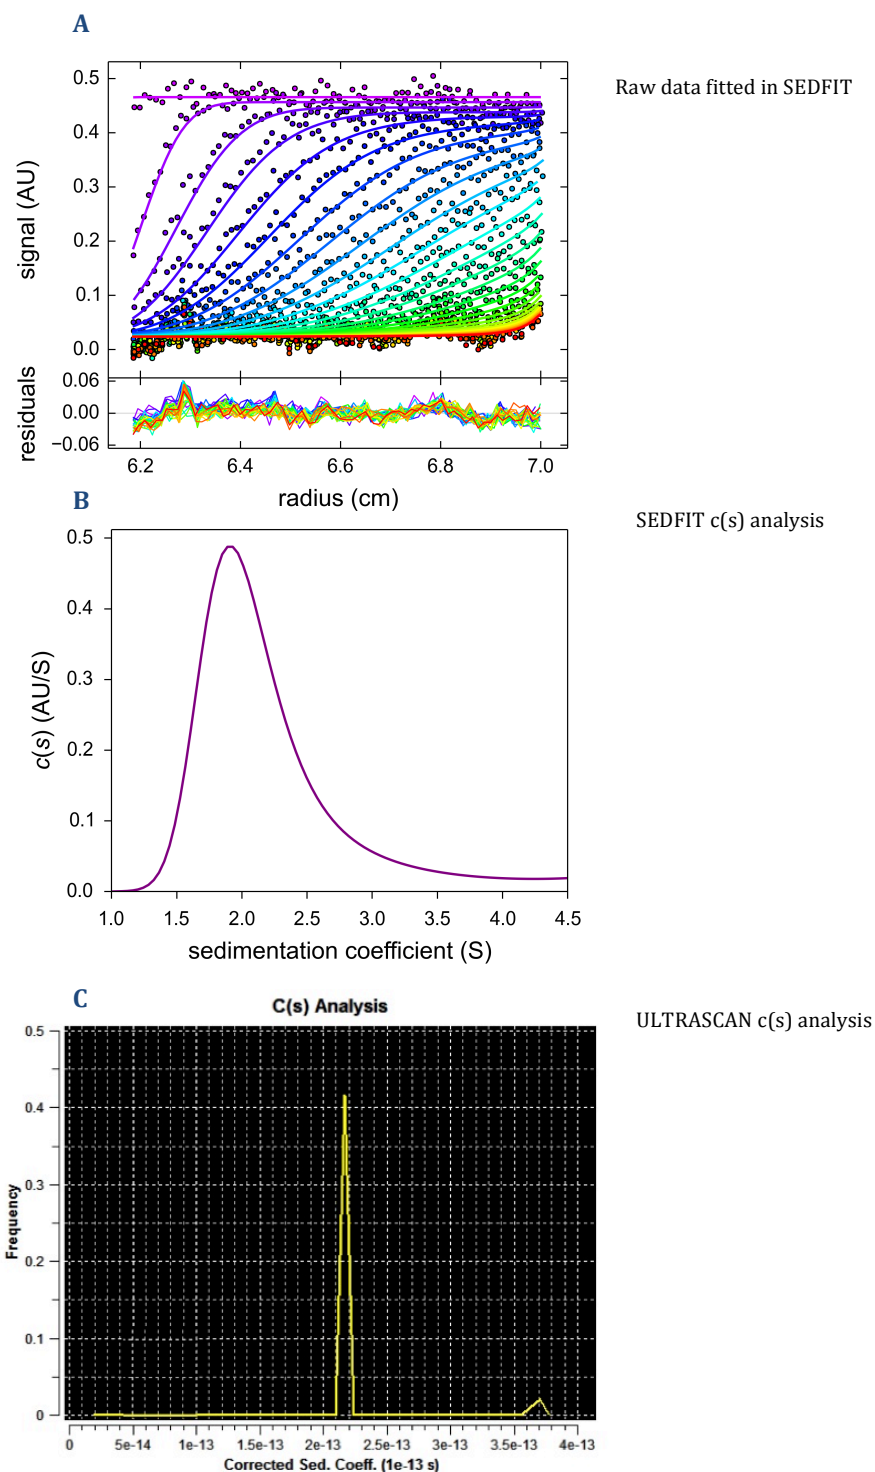 A
Raw data fitted in SEDFIT
signal (AU)
0.5
0.4
0.3
0.2
0.1
0.0
residuals
0.06
0.00
−0.06
6.2 6.4 6.6 6.8 7.0
radius (cm)
B
SEDFIT c(s) analysis
c(s) (AU/S)
0.5
0.4
0.3
0.2
0.1
0.0
1.0 1.5 2.0 2.5 3.0 3.5 4.0 4.5
sedimentation coefficient (S)
C
C(s) Analysis
ULTRASCAN c(s) analysis
Frequency
0.5
0.4
0.3
0.2
0.1
0
0 5e-14 1e-13 1.5e-13 2e-13 2.5e-13 3e-13 3.5e-13 4e-13
Corrected Sed. Coeff. (1e-13 s)